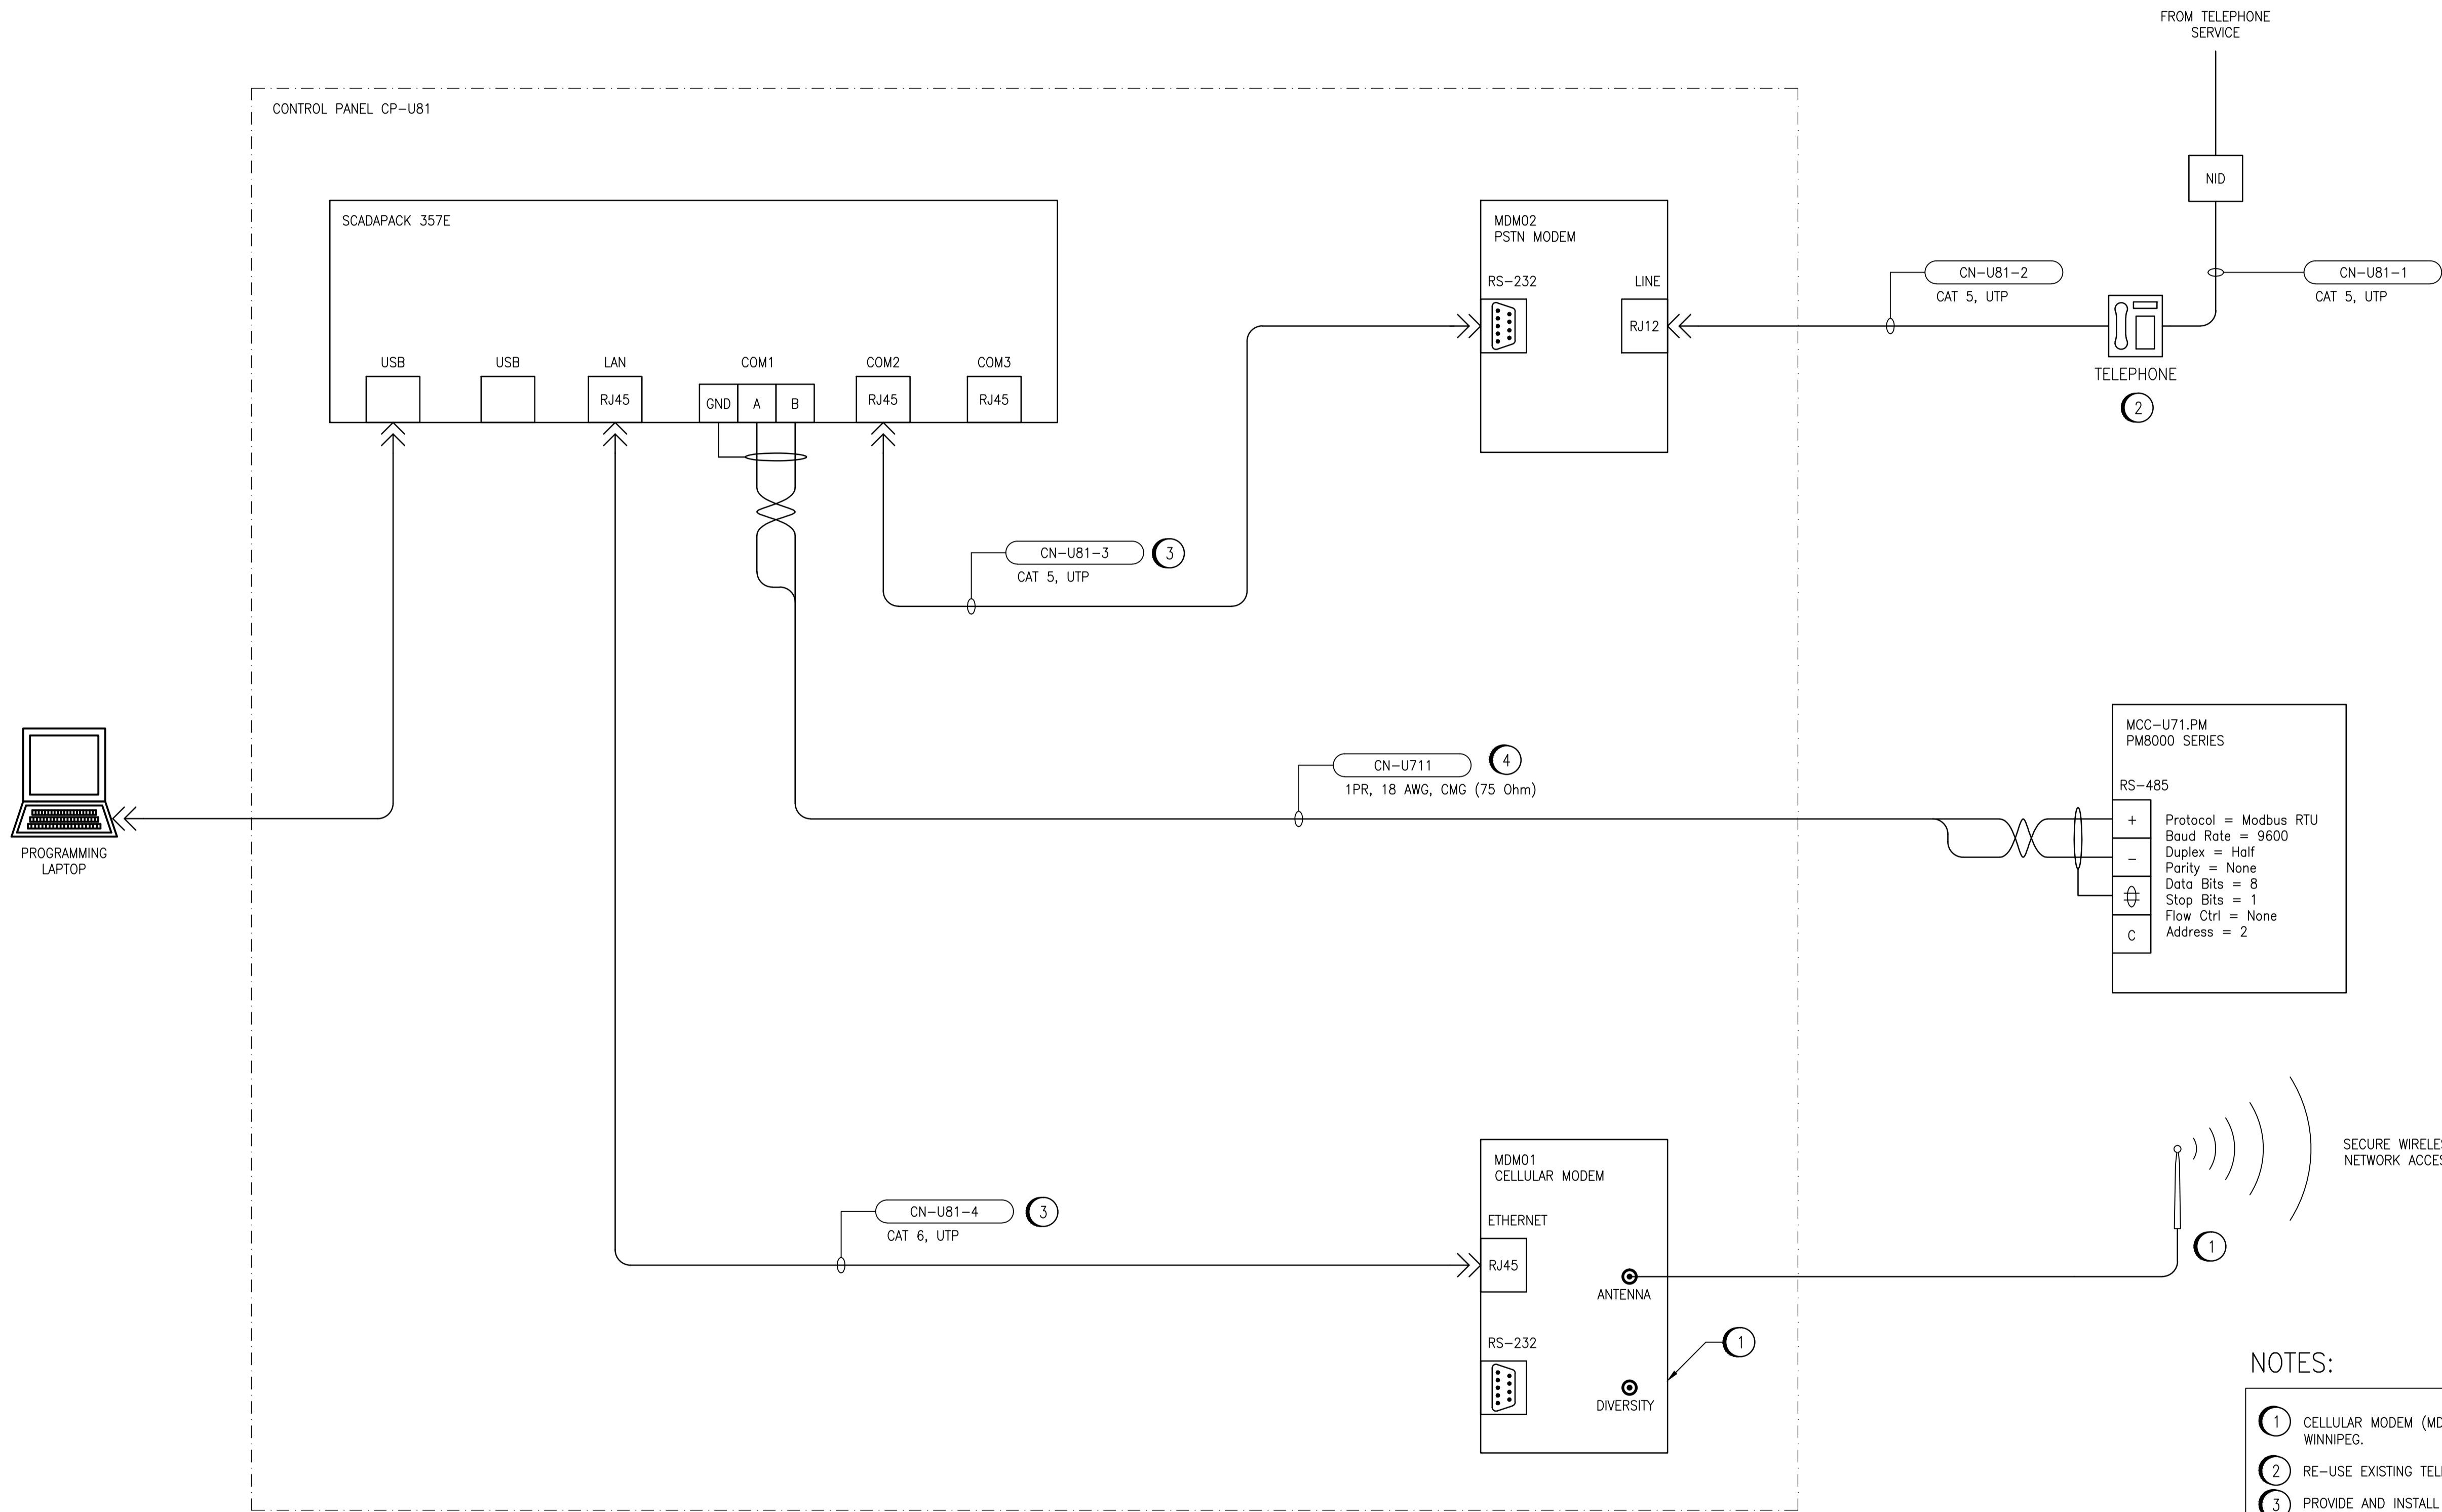 FROM TELEPHONE
SERVICE
CONTROL PANEL CP-U81
NID
SCADAPACK 357E
MDM02
PSTN MODEM
RS-232
LINE
RJ12
CN-U81-2
CAT 5, UTP
CN-U81-1
CAT 5, UTP
TELEPHONE
2
USB
USB
LAN
COM1
COM2
COM3
RJ45
GND
A
B
RJ45
RJ45
CN-U81-3
3
CAT 5, UTP
PROGRAMMING
LAPTOP
CN-U711
4
1PR, 18 AWG, CMG (75 Ohm)
MCC-U71.PM
PM8000 SERIES
RS-485
+
-
C
Protocol = Modbus RTU
Baud Rate = 9600
Duplex = Half
Parity = None
Data Bits = 8
Stop Bits = 1
Flow Ctrl = None
Address = 2
MDM01
CELLULAR MODEM
ETHERNET
RJ45
ANTENNA
RS-232
DIVERSITY
1
CN-U81-4
3
CAT 6, UTP
SECURE
NETWORK
1
NOTES:
1 CELLULAR MODEM
WINNIPEG.
2 RE-USE EXISTING
3 PROVIDE AND INSTALL